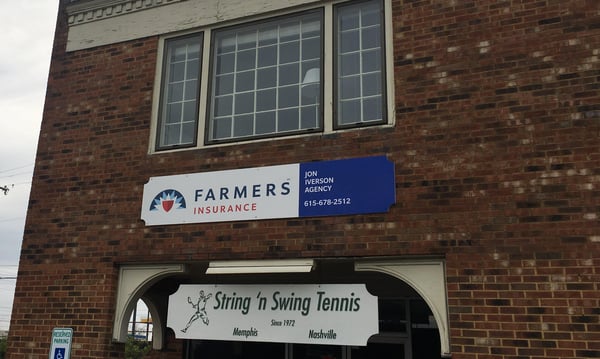 FARMERS
INSURANCE
JON
IVERSON
AGENCY
615-678-2512
String 'n Swing Tennis
Since 1972
Memphis Nashville
RESERVED
PARKING